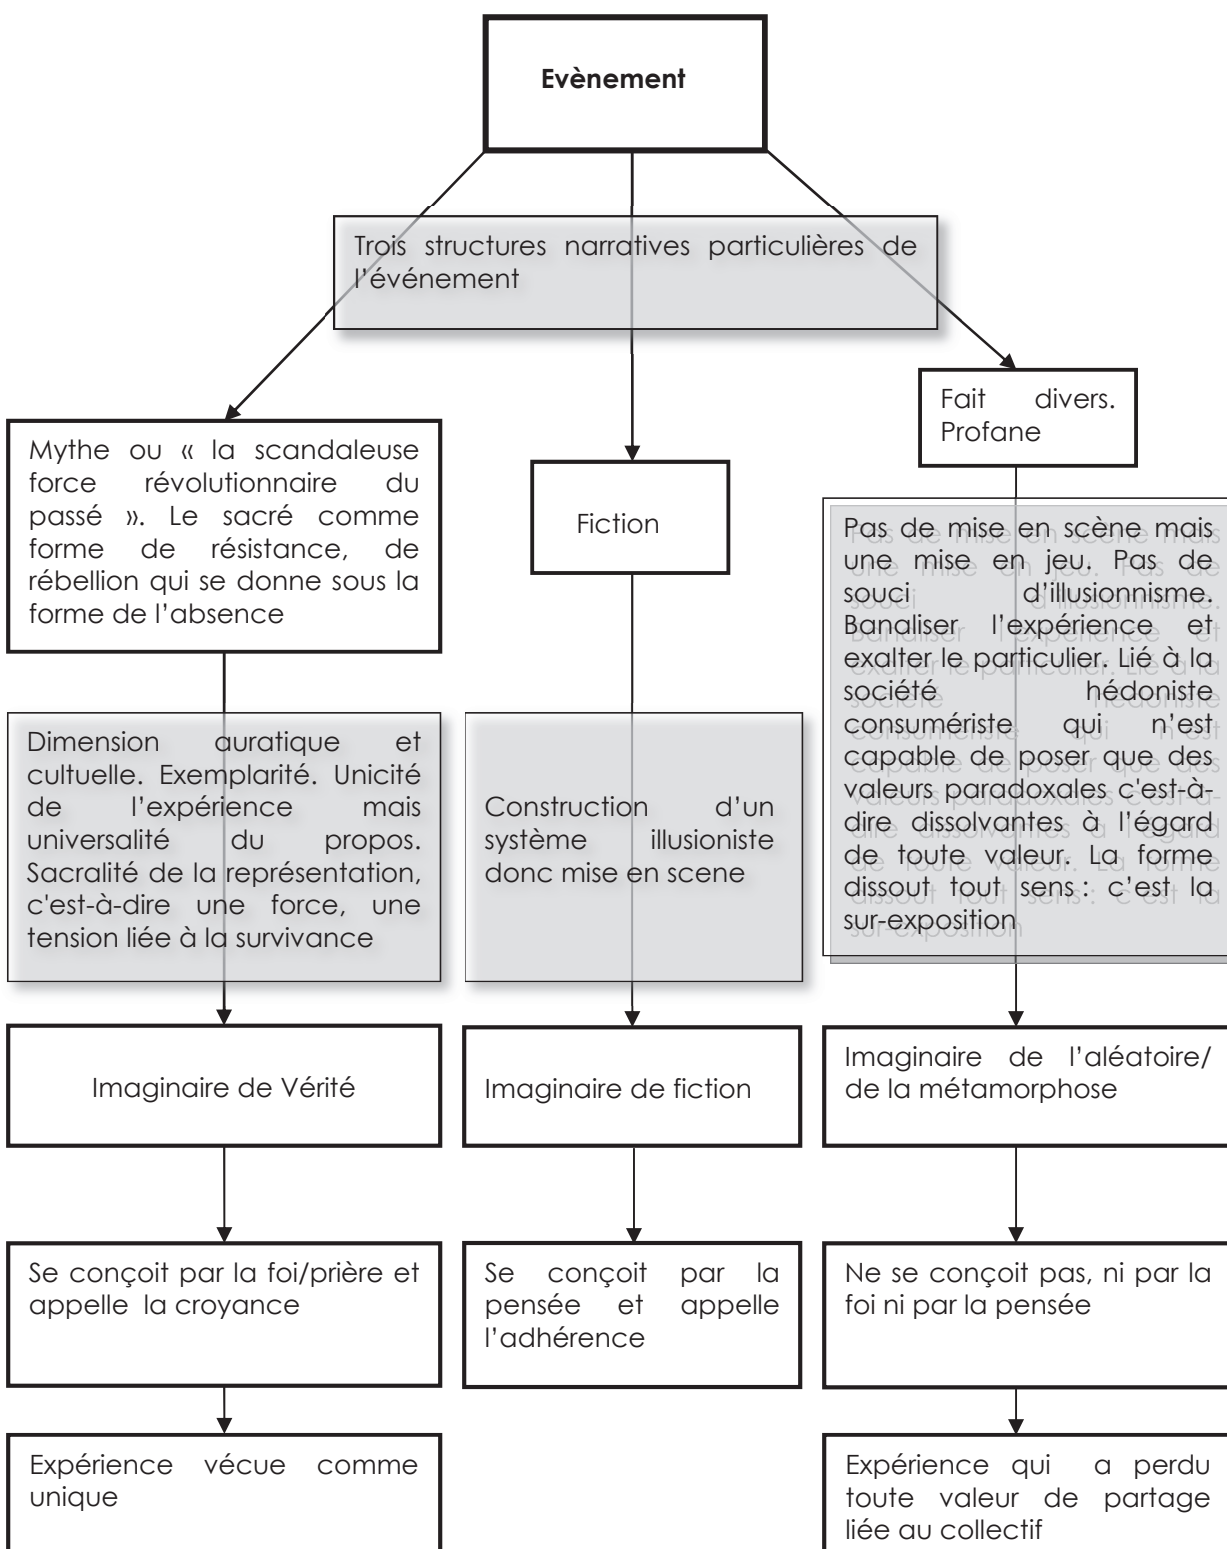 Evènement
Trois structures narratives particulières de
l'événement
Mythe ou « la scandaleuse
force révolutionnaire du
passé ». Le sacré comme
forme de résistance, de
rébellion qui se donne sous la
forme de l'absence
Fiction
Fait divers.
Profane
Dimension auratique et
cultuelle. Exemplarité. Unicité
de l'expérience mais
universalité du propos.
Sacralité de la représentation,
c'est-à-dire une force, une
tension liée à la survivance
Construction d'un
système illusioniste
donc mise en scene
Pas de mise en scène mais
une mise en jeu. Pas de
souci d'illusionnisme.
Banaliser l'expérience et
exalter le particulier. Lié à la
société hédoniste
consumériste qui n'est
capable de poser que des
valeurs paradoxales c'est-à-
dire dissolvantes à l'égard
de toute valeur. La forme
dissout tout sens : c'est la
sur-exposition
Imaginaire de Vérité
Imaginaire de fiction
Imaginaire de l'aléatoire/
de la métamorphose
Se conçoit par la foi/prière et
appelle la croyance
Se conçoit par la
pensée et appelle
l'adhérence
Ne se conçoit pas, ni par la
foi ni par la pensée
Expérience vécue comme
unique
Expérience qui a perdu
toute valeur de partage
liée au collectif